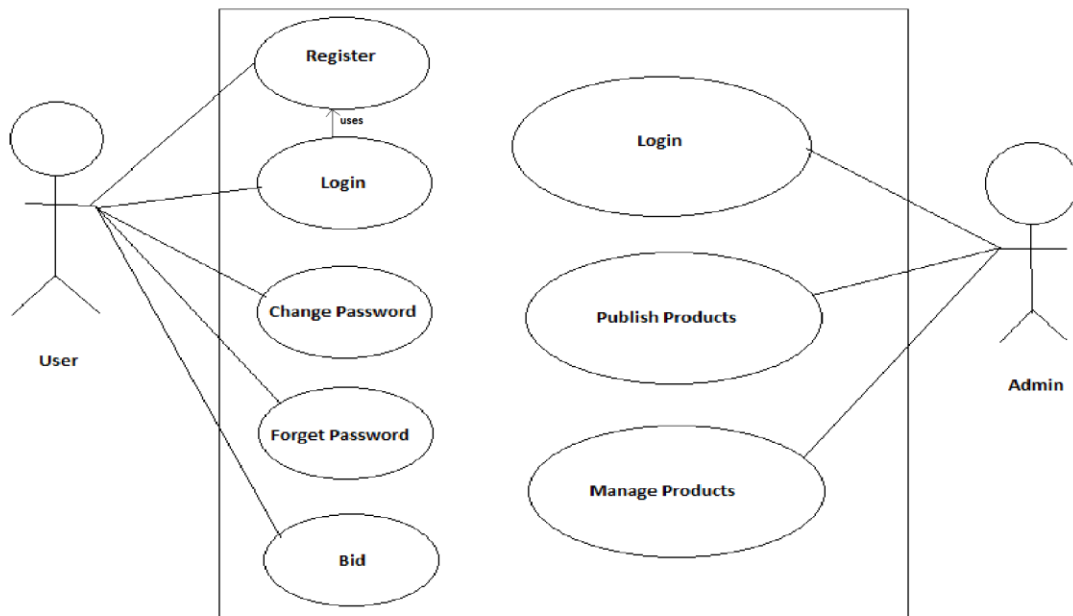 Register
uses
Login
Change Password
Forget Password
Bid
User
Login
Publish Products
Manage Products
Admin